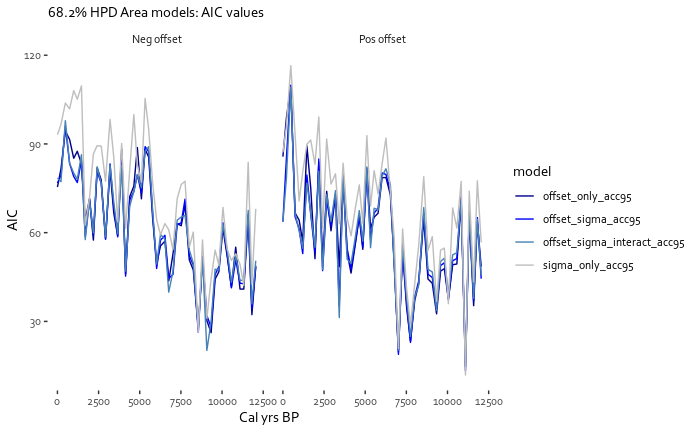 68.2% HPD Area models: AIC values
Neg offset
Pos offset
120
90
60
30
AIC
0 2500 5000 7500 10000 12500
0 2500 5000 7500 10000 12500
Cal yrs BP
model
offset_only_acc95
offset_sigma_acc95
offset_sigma_interact_acc95
sigma_only_acc95